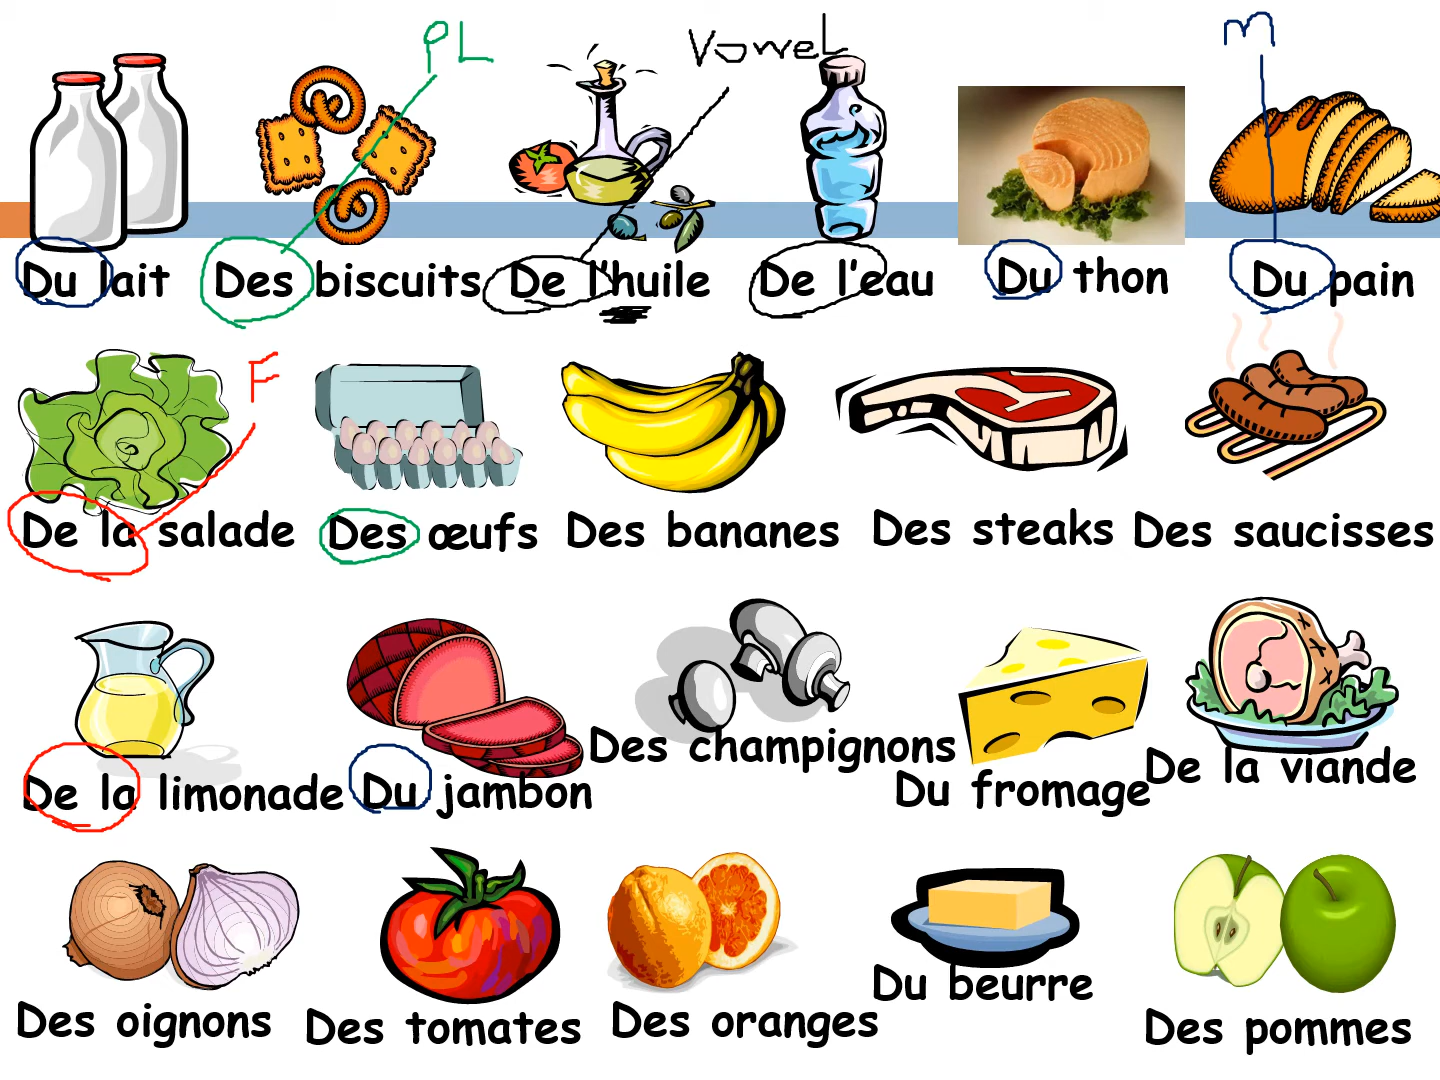 PL
Vowel
M
Du lait
Des biscuits
De l'huile
De l'eau
Du thon
Du pain
F
De la salade
Des œufs
Des bananes
Des steaks
Des saucisses
De la limonade
Du jambon
Des champignons
Du fromage
De la viande
Des oignons
Des tomates
Des oranges
Du beurre
Des pommes